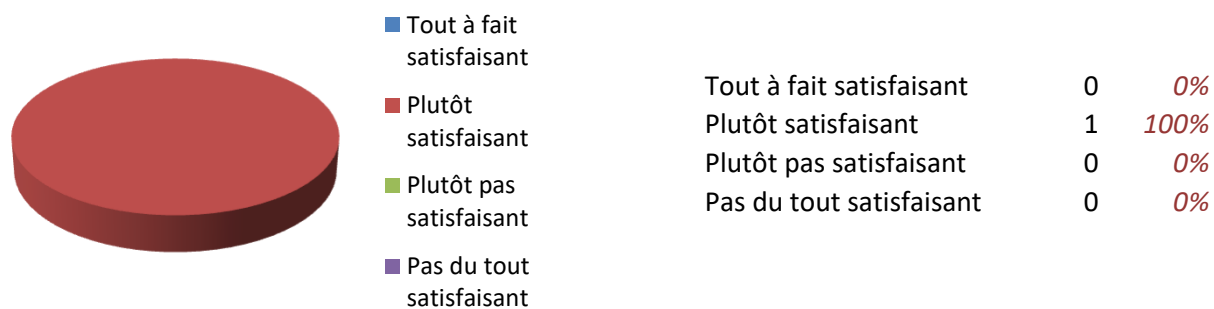 Tout à fait
satisfaisant
Plutôt
satisfaisant
Plutôt pas
satisfaisant
Pas du tout
satisfaisant
Tout à fait satisfaisant 0 0%
Plutôt satisfaisant 1 100%
Plutôt pas satisfaisant 0 0%
Pas du tout satisfaisant 0 0%